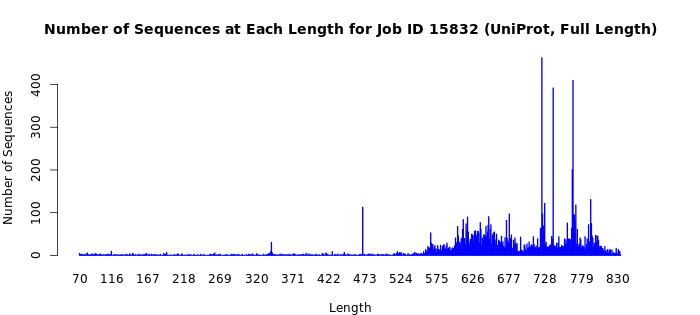 Number of Sequences at Each Length for Job ID 15832 (UniProt, Full Length)
Number of Sequences
400
300
200
100
0
70 116 167 218 269 320 371 422 473 524 575 626 677 728 779 830
Length